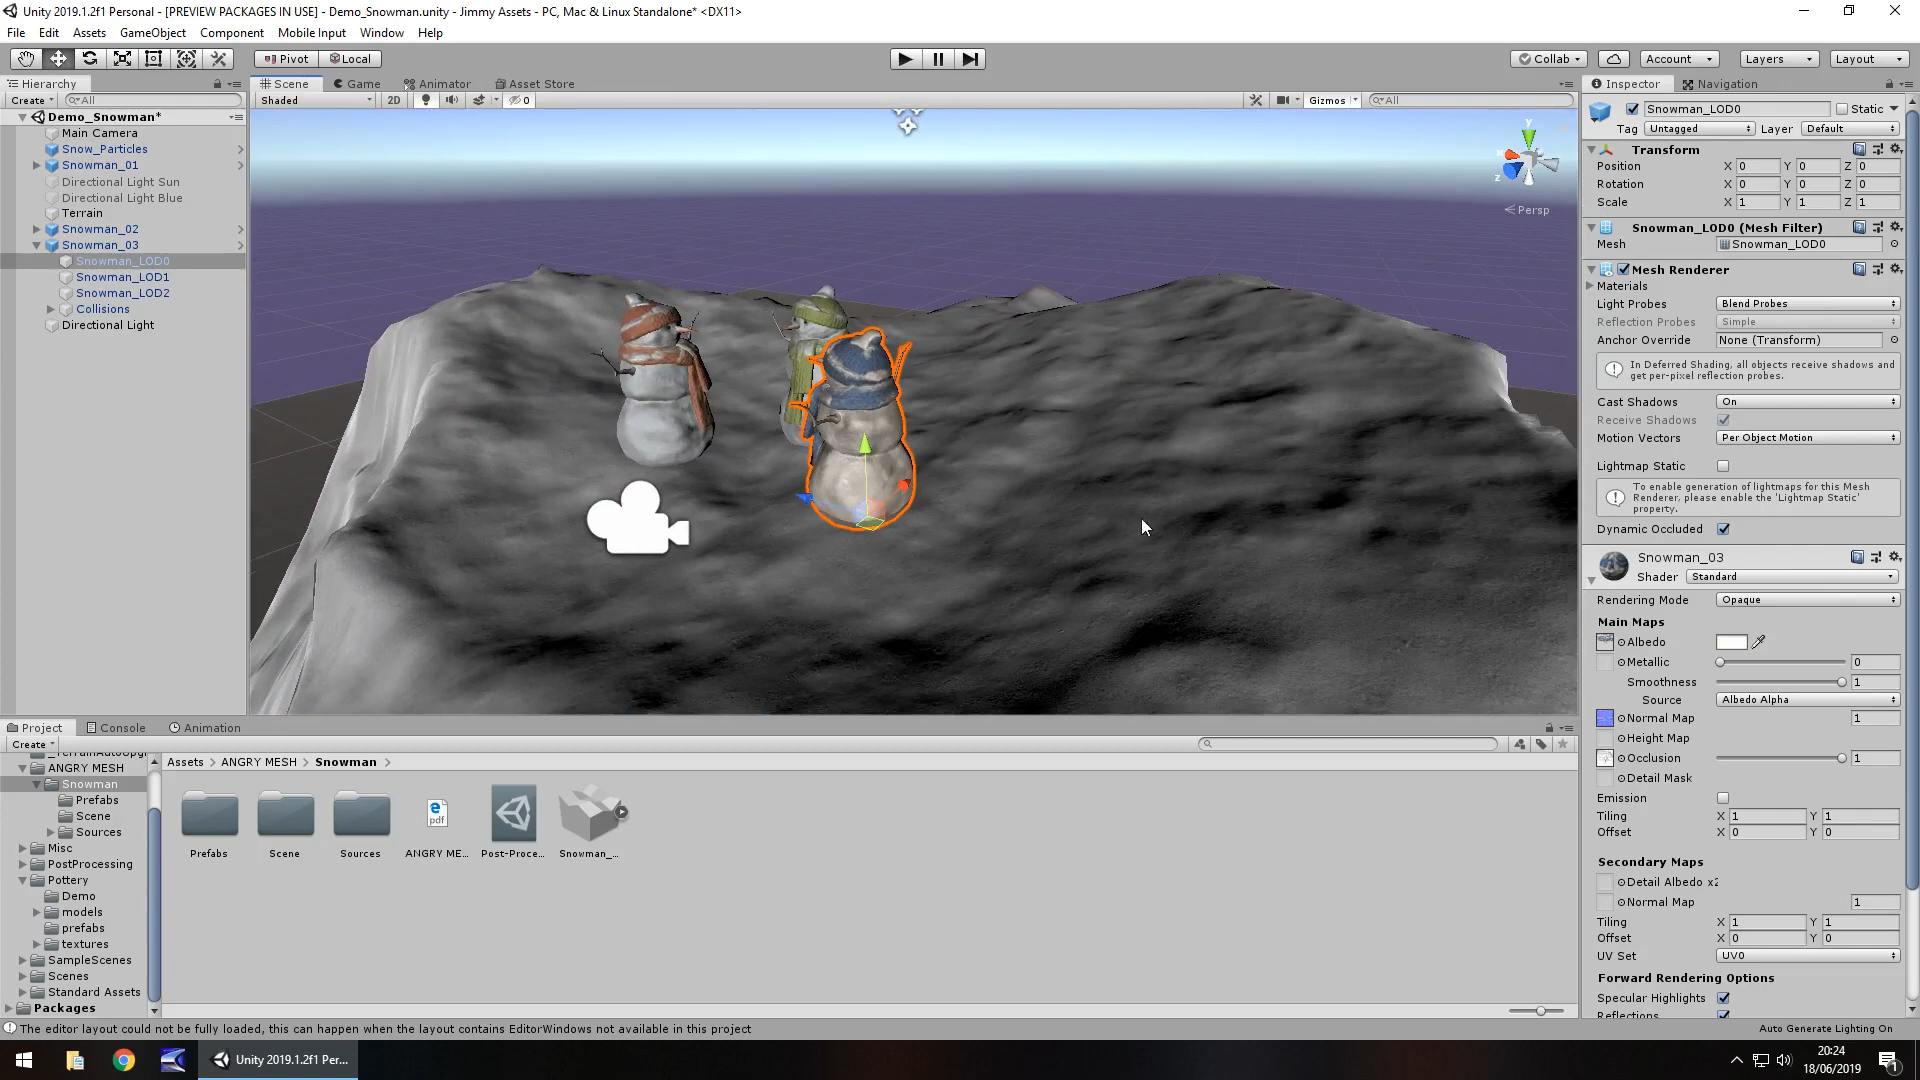 Unity 2019.1.2f1 Personal - [PREVIEW PACKAGES IN USE] - Demo_Snowman.unity - Jimmy Assets - PC, Mac & Linux Standalone* <DX11>
File Edit Assets GameObject Component Mobile Input Window Help
Pivot Local Collab Account Layers Layout
Hierarchy Scene Game Animator Asset Store Inspector Navigation
Create All Shaded 2D 0 Gizmos All
Demo_Snowman*
Main Camera
Snow_Particles
Snowman_01
Directional Light Sun
Directional Light Blue
Terrain
Snowman_02
Snowman_03
Snowman_LOD0
Snowman_LOD1
Snowman_LOD2
Collisions
Directional Light
y
z
Persp
Snowman_LOD0 Static
Tag Untagged Layer Default
Transform
Position X 0 Y 0 Z 0
Rotation X 0 Y 0 Z 0
Scale X 1 Y 1 Z 1
Snowman_LOD0 (Mesh Filter)
Mesh Snowman_LOD0
Mesh Renderer
Materials
Light Probes Blend Probes
Reflection Probes Simple
Anchor Override None (Transform)
In Deferred Shading, all objects receive shadows and
get per-pixel reflection probes.
Cast Shadows On
Receive Shadows
Motion Vectors Per Object Motion
Lightmap Static
To enable generation of lightmaps for this Mesh
Renderer, please enable the 'Lightmap Static'
property.
Dynamic Occluded
Snowman_03
Shader Standard
Rendering Mode Opaque
Main Maps
Albedo
Metallic 0
Smoothness 1
Source Albedo Alpha
Normal Map 1
Height Map
Occlusion 1
Detail Mask
Emission
Tiling X 1 Y 1
Offset X 0 Y 0
Secondary Maps
Detail Albedo x2
Normal Map 1
Tiling X 1 Y 1
Offset X 0 Y 0
UV Set UV0
Forward Rendering Options
Specular Highlights
Reflections
Project Console Animation
Create
ANGRY MESH
Snowman
Prefabs
Scene
Sources
Misc
PostProcessing
Pottery
Demo
models
prefabs
textures
SampleScenes
Scenes
Standard Assets
Packages
Assets > ANGRY MESH > Snowman >
pdf
Prefabs Scene Sources ANGRY ME... Post-Proce... Snowman_...
The editor layout could not be fully loaded, this can happen when the layout contains EditorWindows not available in this project
Auto Generate Lighting On
Unity 2019.1.2f1 Per...
20:24
18/06/2019
1